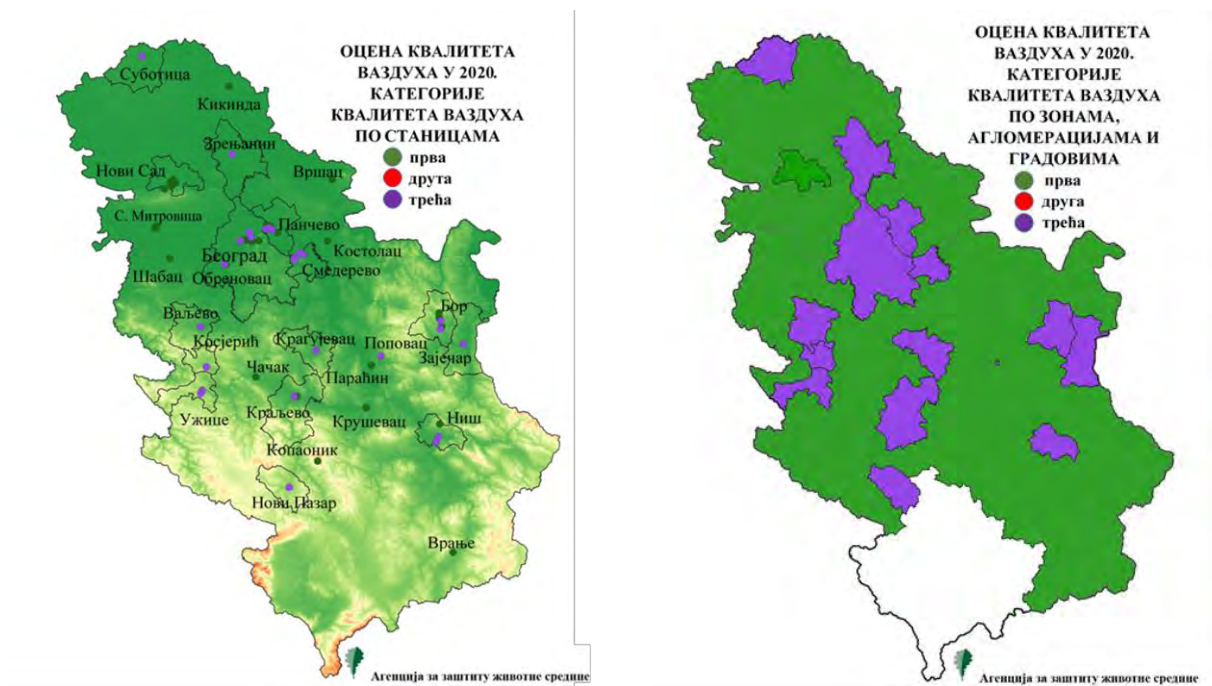 ОЦЕНА КВАЛИТЕТА
ВАЗДУХА У 2020.
КАТЕГОРИЈЕ
КВАЛИТЕТА ВАЗДУХА
ПО СТАНИЦАМА
прва
друта
трећа
Суботица
Кикинда
Зрењанин
Нови Сад
Вршац
С. Митровица
Панчево
Београд
Костолац
Смедерево
Шабац
Обреновац
Ваљево
Бор
Косјерић
Крагујевац
Поповац
Зајечар
Чачак
Параћин
Ужице
Краљево
Крушевац
Ниш
Копаоник
Нови Пазар
Врање
Агенција за заштиту животне средине
ОЦЕНА КВАЛИТЕТА
ВАЗДУХА У 2020.
КАТЕГОРИЈЕ
КВАЛИТЕТА ВАЗДУХА
ПО ЗОНАМА,
АГЛОМЕРАЦИЈАМА И
ГРАДОВИМА
прва
друга
трећа
Агенција за заштиту животне средине